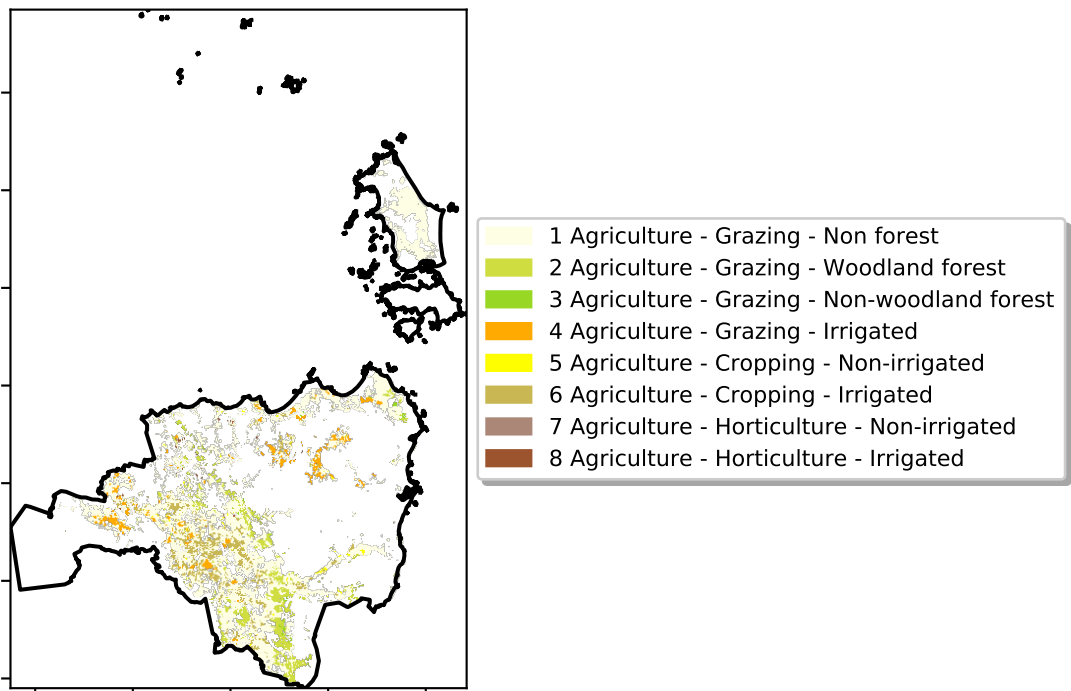 1 Agriculture - Grazing - Non forest
2 Agriculture - Grazing - Woodland forest
3 Agriculture - Grazing - Non-woodland forest
4 Agriculture - Grazing - Irrigated
5 Agriculture - Cropping - Non-irrigated
6 Agriculture - Cropping - Irrigated
7 Agriculture - Horticulture - Non-irrigated
8 Agriculture - Horticulture - Irrigated